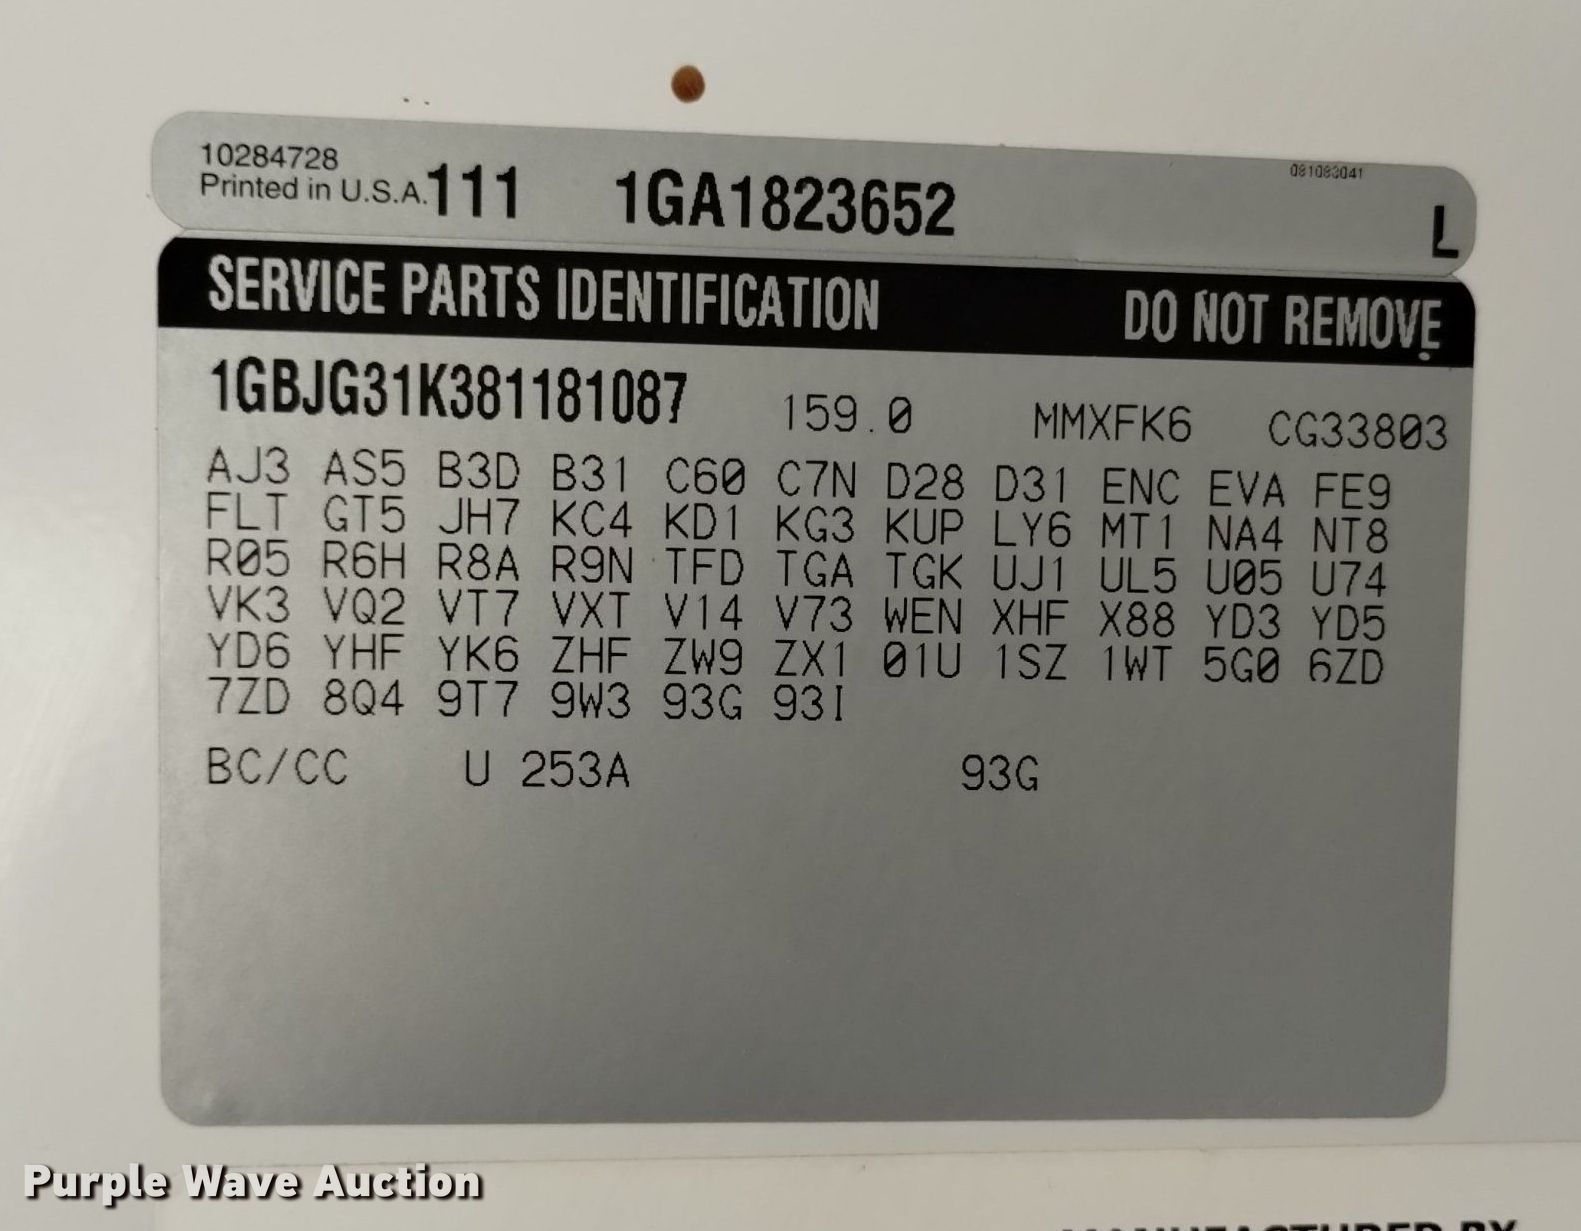 10284728
081083041
Printed in U.S.A. 111 1GA1823652 L
SERVICE PARTS IDENTIFICATION DO NOT REMOVE
1GBJG31K381181087 159.0 MMXFK6 CG33803
AJ3 AS5 B3D B31 C60 C7N D28 D31 ENC EVA FE9
FLT GT5 JH7 KC4 KD1 KG3 KUP LY6 MT1 NA4 NT8
R05 R6H R8A R9N TFD TGA TGK UJ1 UL5 U05 U74
VK3 VQ2 VT7 VXT V14 V73 WEN XHF X88 YD3 YD5
YD6 YHF YK6 ZHF ZW9 ZX1 01U 1SZ 1WT 5G0 6ZD
7ZD 8Q4 9T7 9W3 93G 93I
BC/CC U 253A 93G
Purple Wave Auction
MANUFACTURED BY